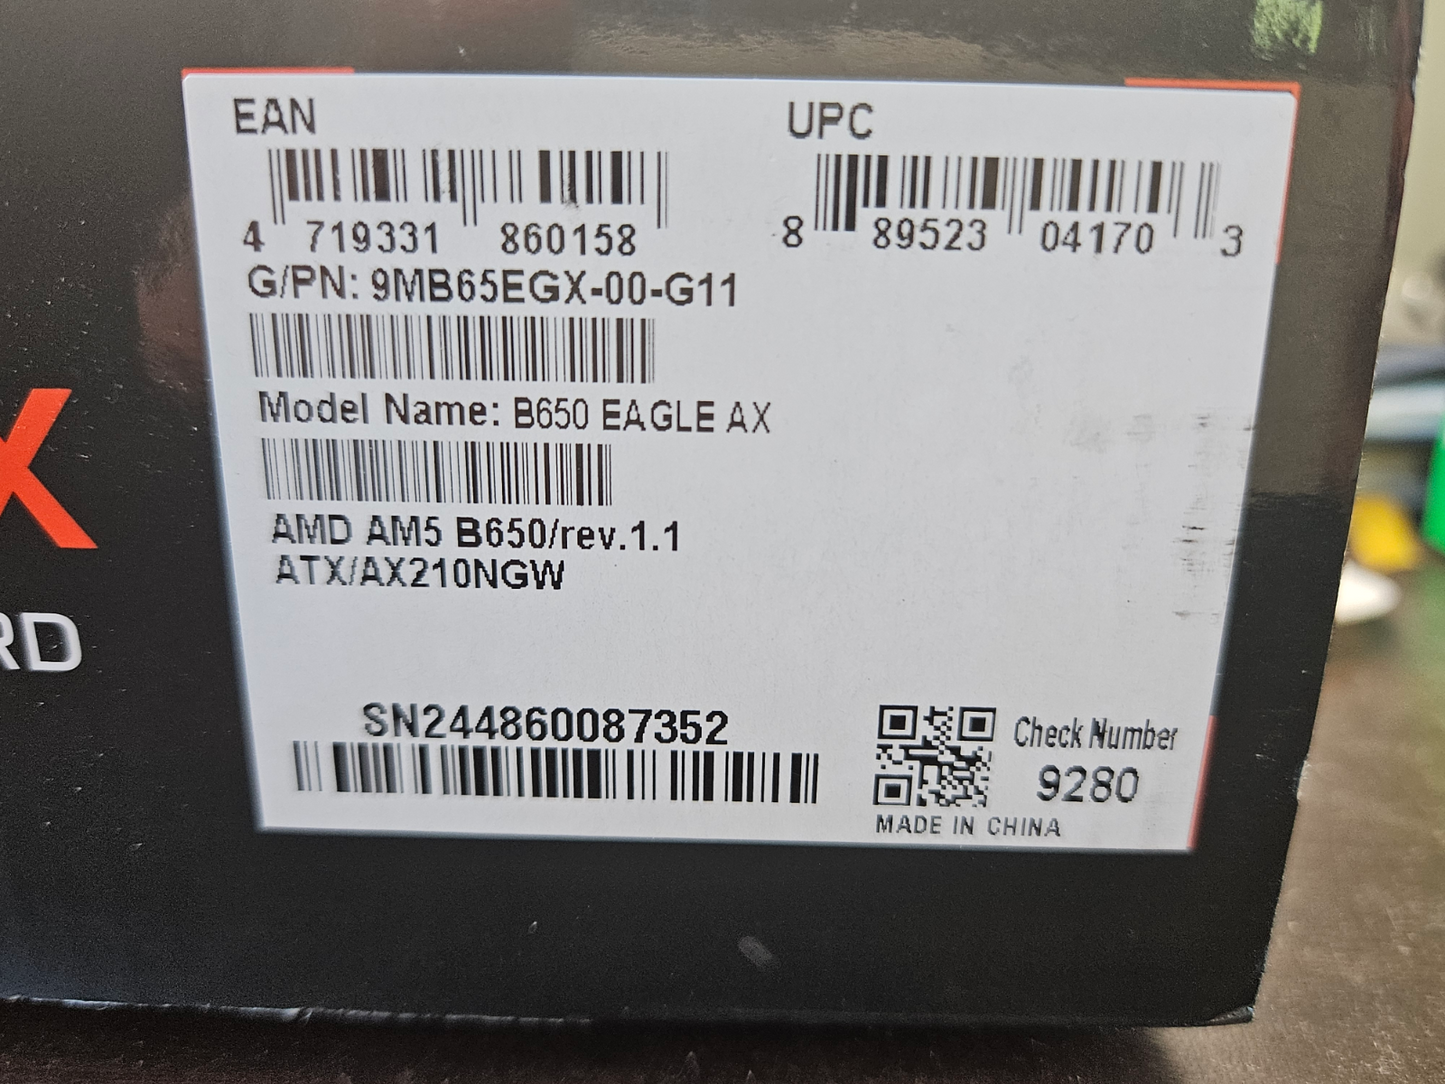 EAN
4 719331 860158
UPC
8 89523 04170 3
G/PN: 9MB65EGX-00-G11
Model Name: B650 EAGLE AX
AMD AM5 B650/rev.1.1
ATX/AX210NGW
SN244860087352
Check Number
9280
MADE IN CHINA
X
RD